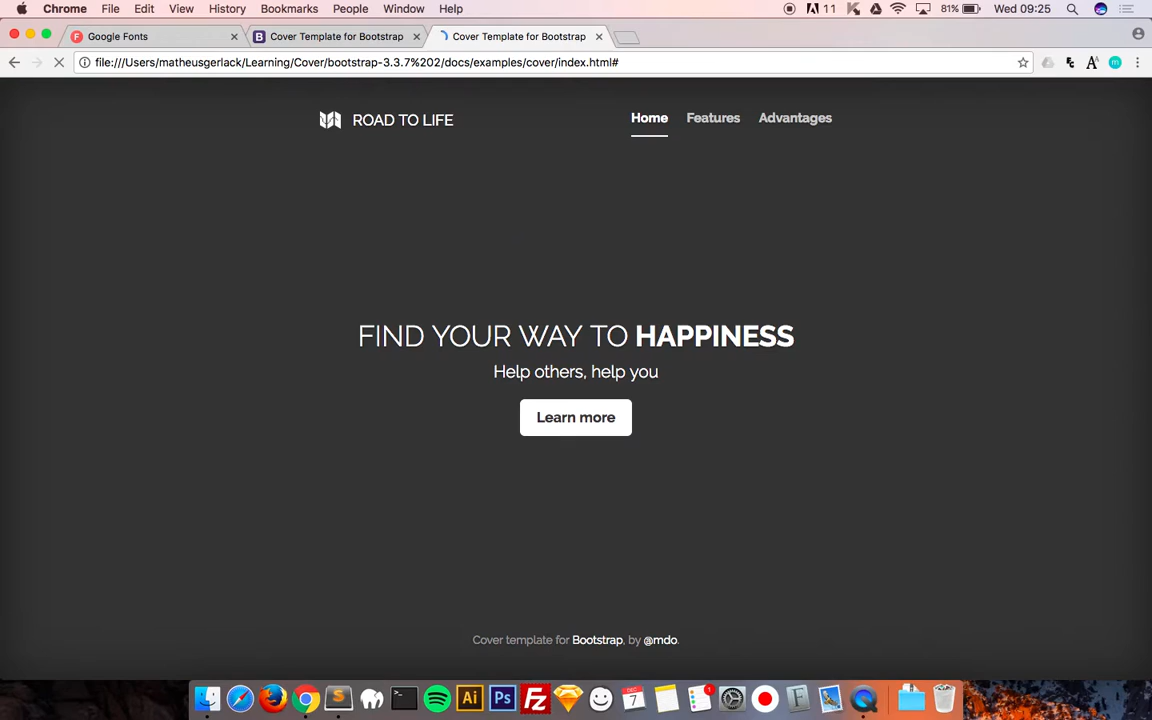 Chrome File Edit View History Bookmarks People Window Help 11 81% Wed 09:25
Google Fonts Cover Template for Bootstrap Cover Template for Bootstrap
file:///Users/matheusgerlack/Learning/Cover/bootstrap-3.3.7%202/docs/examples/cover/index.html#
ROAD TO LIFE Home Features Advantages
FIND YOUR WAY TO HAPPINESS
Help others, help you
Learn more
Cover template for Bootstrap, by @mdo.